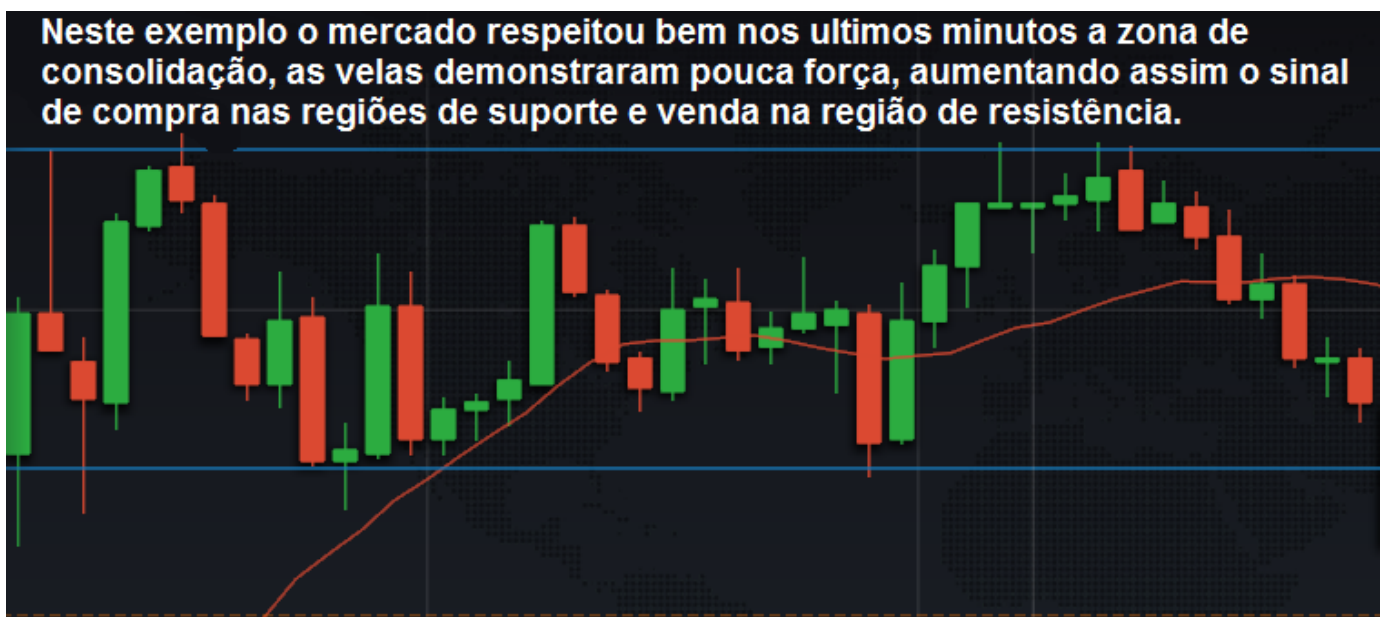 Neste exemplo o mercado respeitou bem nos ultimos minutos a zona de
consolidação, as velas demonstraram pouca força, aumentando assim o sinal
de compra nas regiões de suporte e venda na região de resistência.